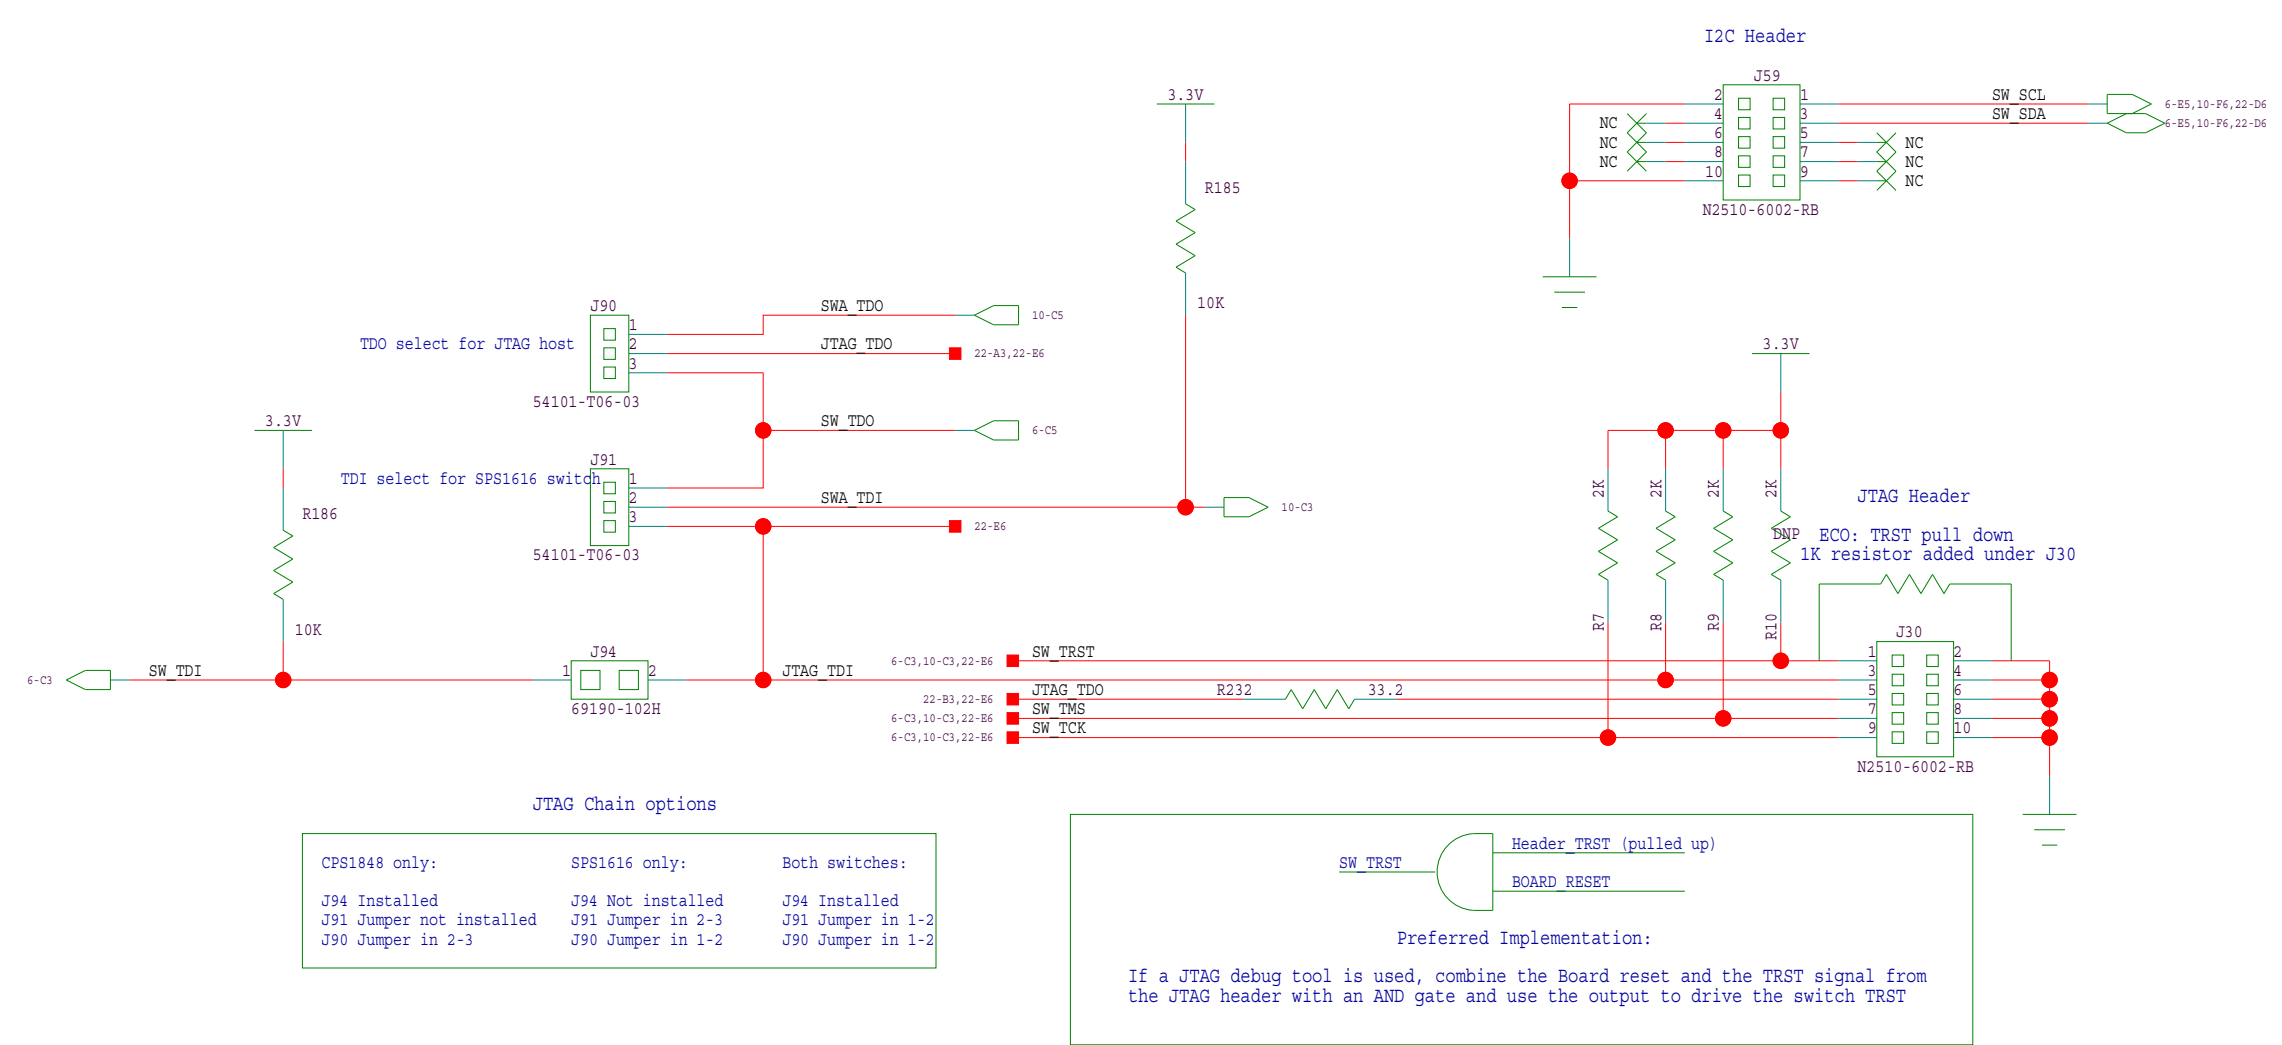 I2C Header
J59
2 1 SW_SCL 6-E5,10-F6,22-D6
NC 4 3 SW_SDA 6-E5,10-F6,22-D6
NC 6 5 NC
NC 8 7 NC
10 9 NC
N2510-6002-RB
3.3V
R185
10K
J90
TDO select for JTAG host
1 SWA_TDO 10-C5
2 JTAG_TDO 22-A3,22-E6
3
54101-T06-03
SW_TDO 6-C5
J91
TDI select for SPS1616 switch
1
2 SWA_TDI 10-C3
3 22-E6
54101-T06-03
3.3V
R186
10K
6-C3 SW_TDI
J94
1 2 JTAG_TDI
69190-102H
3.3V
2K 2K 2K 2K
DNP
R7 R8 R9 R10
JTAG Header
ECO: TRST pull down
1K resistor added under J30
J30
6-C3,10-C3,22-E6 SW_TRST 1 2
3 4
22-B3,22-E6 JTAG_TDO R232 33.2 5 6
6-C3,10-C3,22-E6 SW_TMS 7 8
6-C3,10-C3,22-E6 SW_TCK 9 10
N2510-6002-RB
JTAG Chain options
CPS1848 only: SPS1616 only: Both switches:
J94 Installed J94 Not installed J94 Installed
J91 Jumper not installed J91 Jumper in 2-3 J91 Jumper in 1-2
J90 Jumper in 2-3 J90 Jumper in 1-2 J90 Jumper in 1-2
Header_TRST (pulled up)
SW_TRST
BOARD_RESET
Preferred Implementation:
If a JTAG debug tool is used, combine the Board reset and the TRST signal from
the JTAG header with an AND gate and use the output to drive the switch TRST